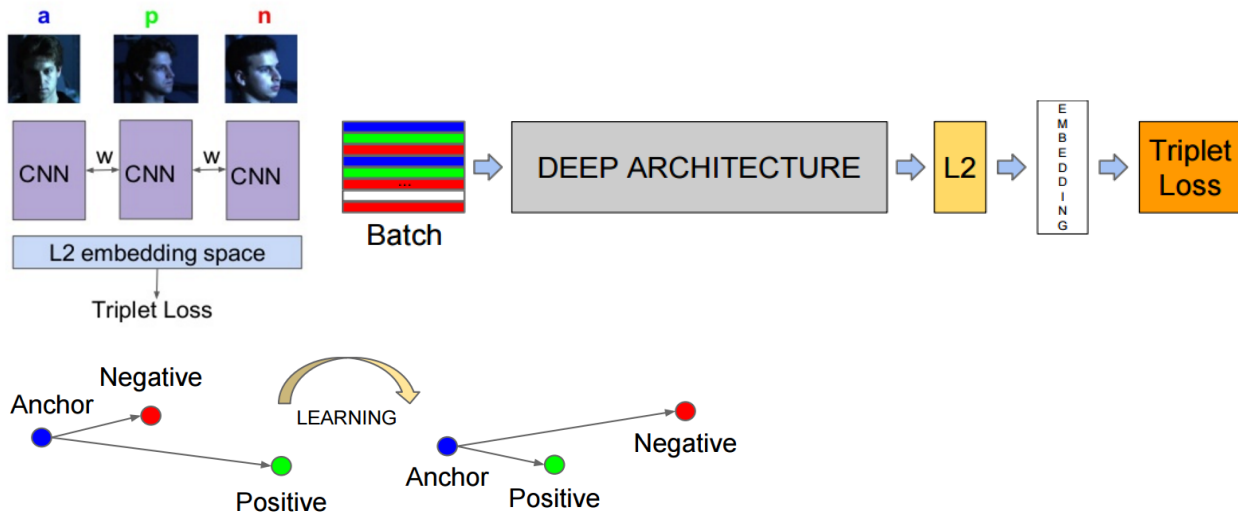 a p n
CNN w CNN w CNN
L2 embedding space
Triplet Loss
...
Batch
DEEP ARCHITECTURE
L2
EMBEDDING
Triplet
Loss
Negative
Anchor
Positive
LEARNING
Negative
Anchor
Positive